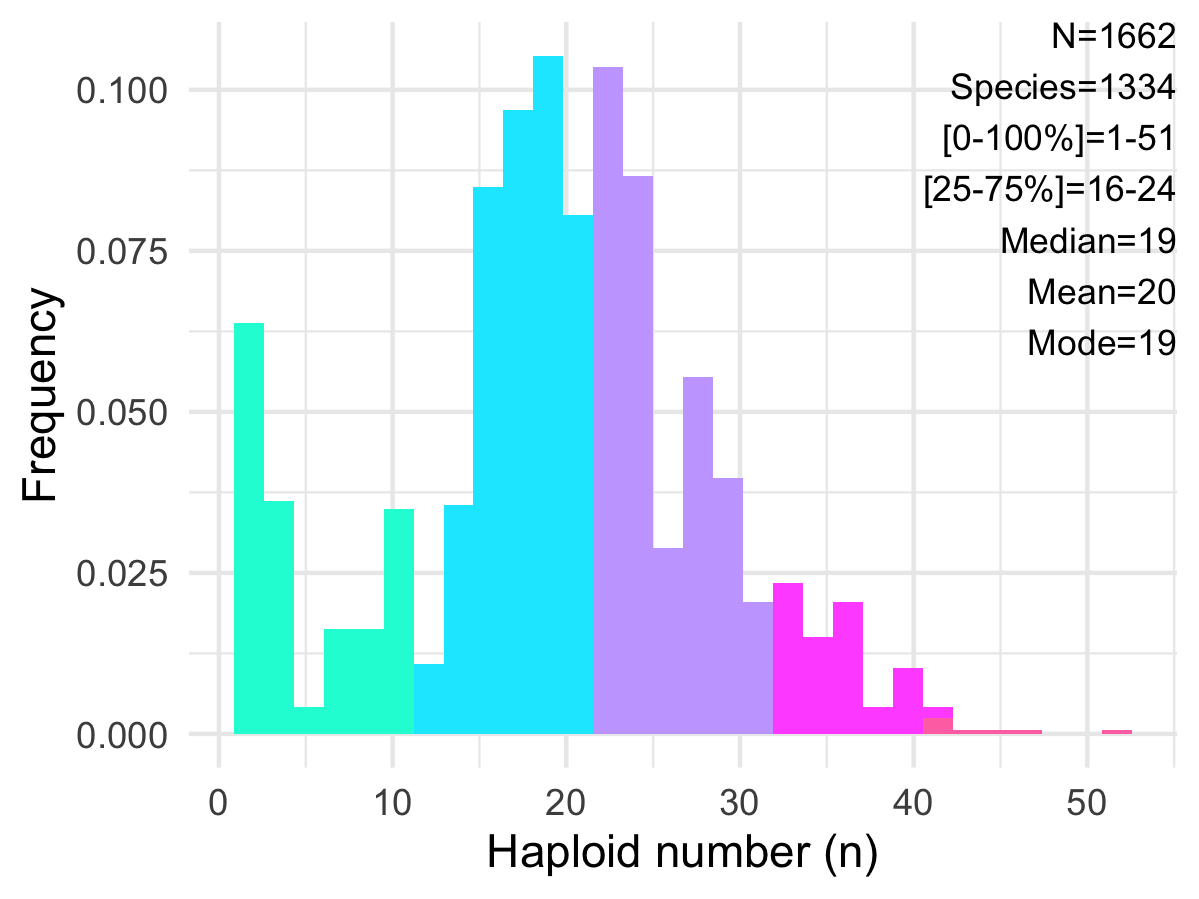 N=1662
Species=1334
[0-100%]=1-51
[25-75%]=16-24
Median=19
Mean=20
Mode=19
Frequency
0.100
0.075
0.050
0.025
0.000
0 10 20 30 40 50
Haploid number (n)